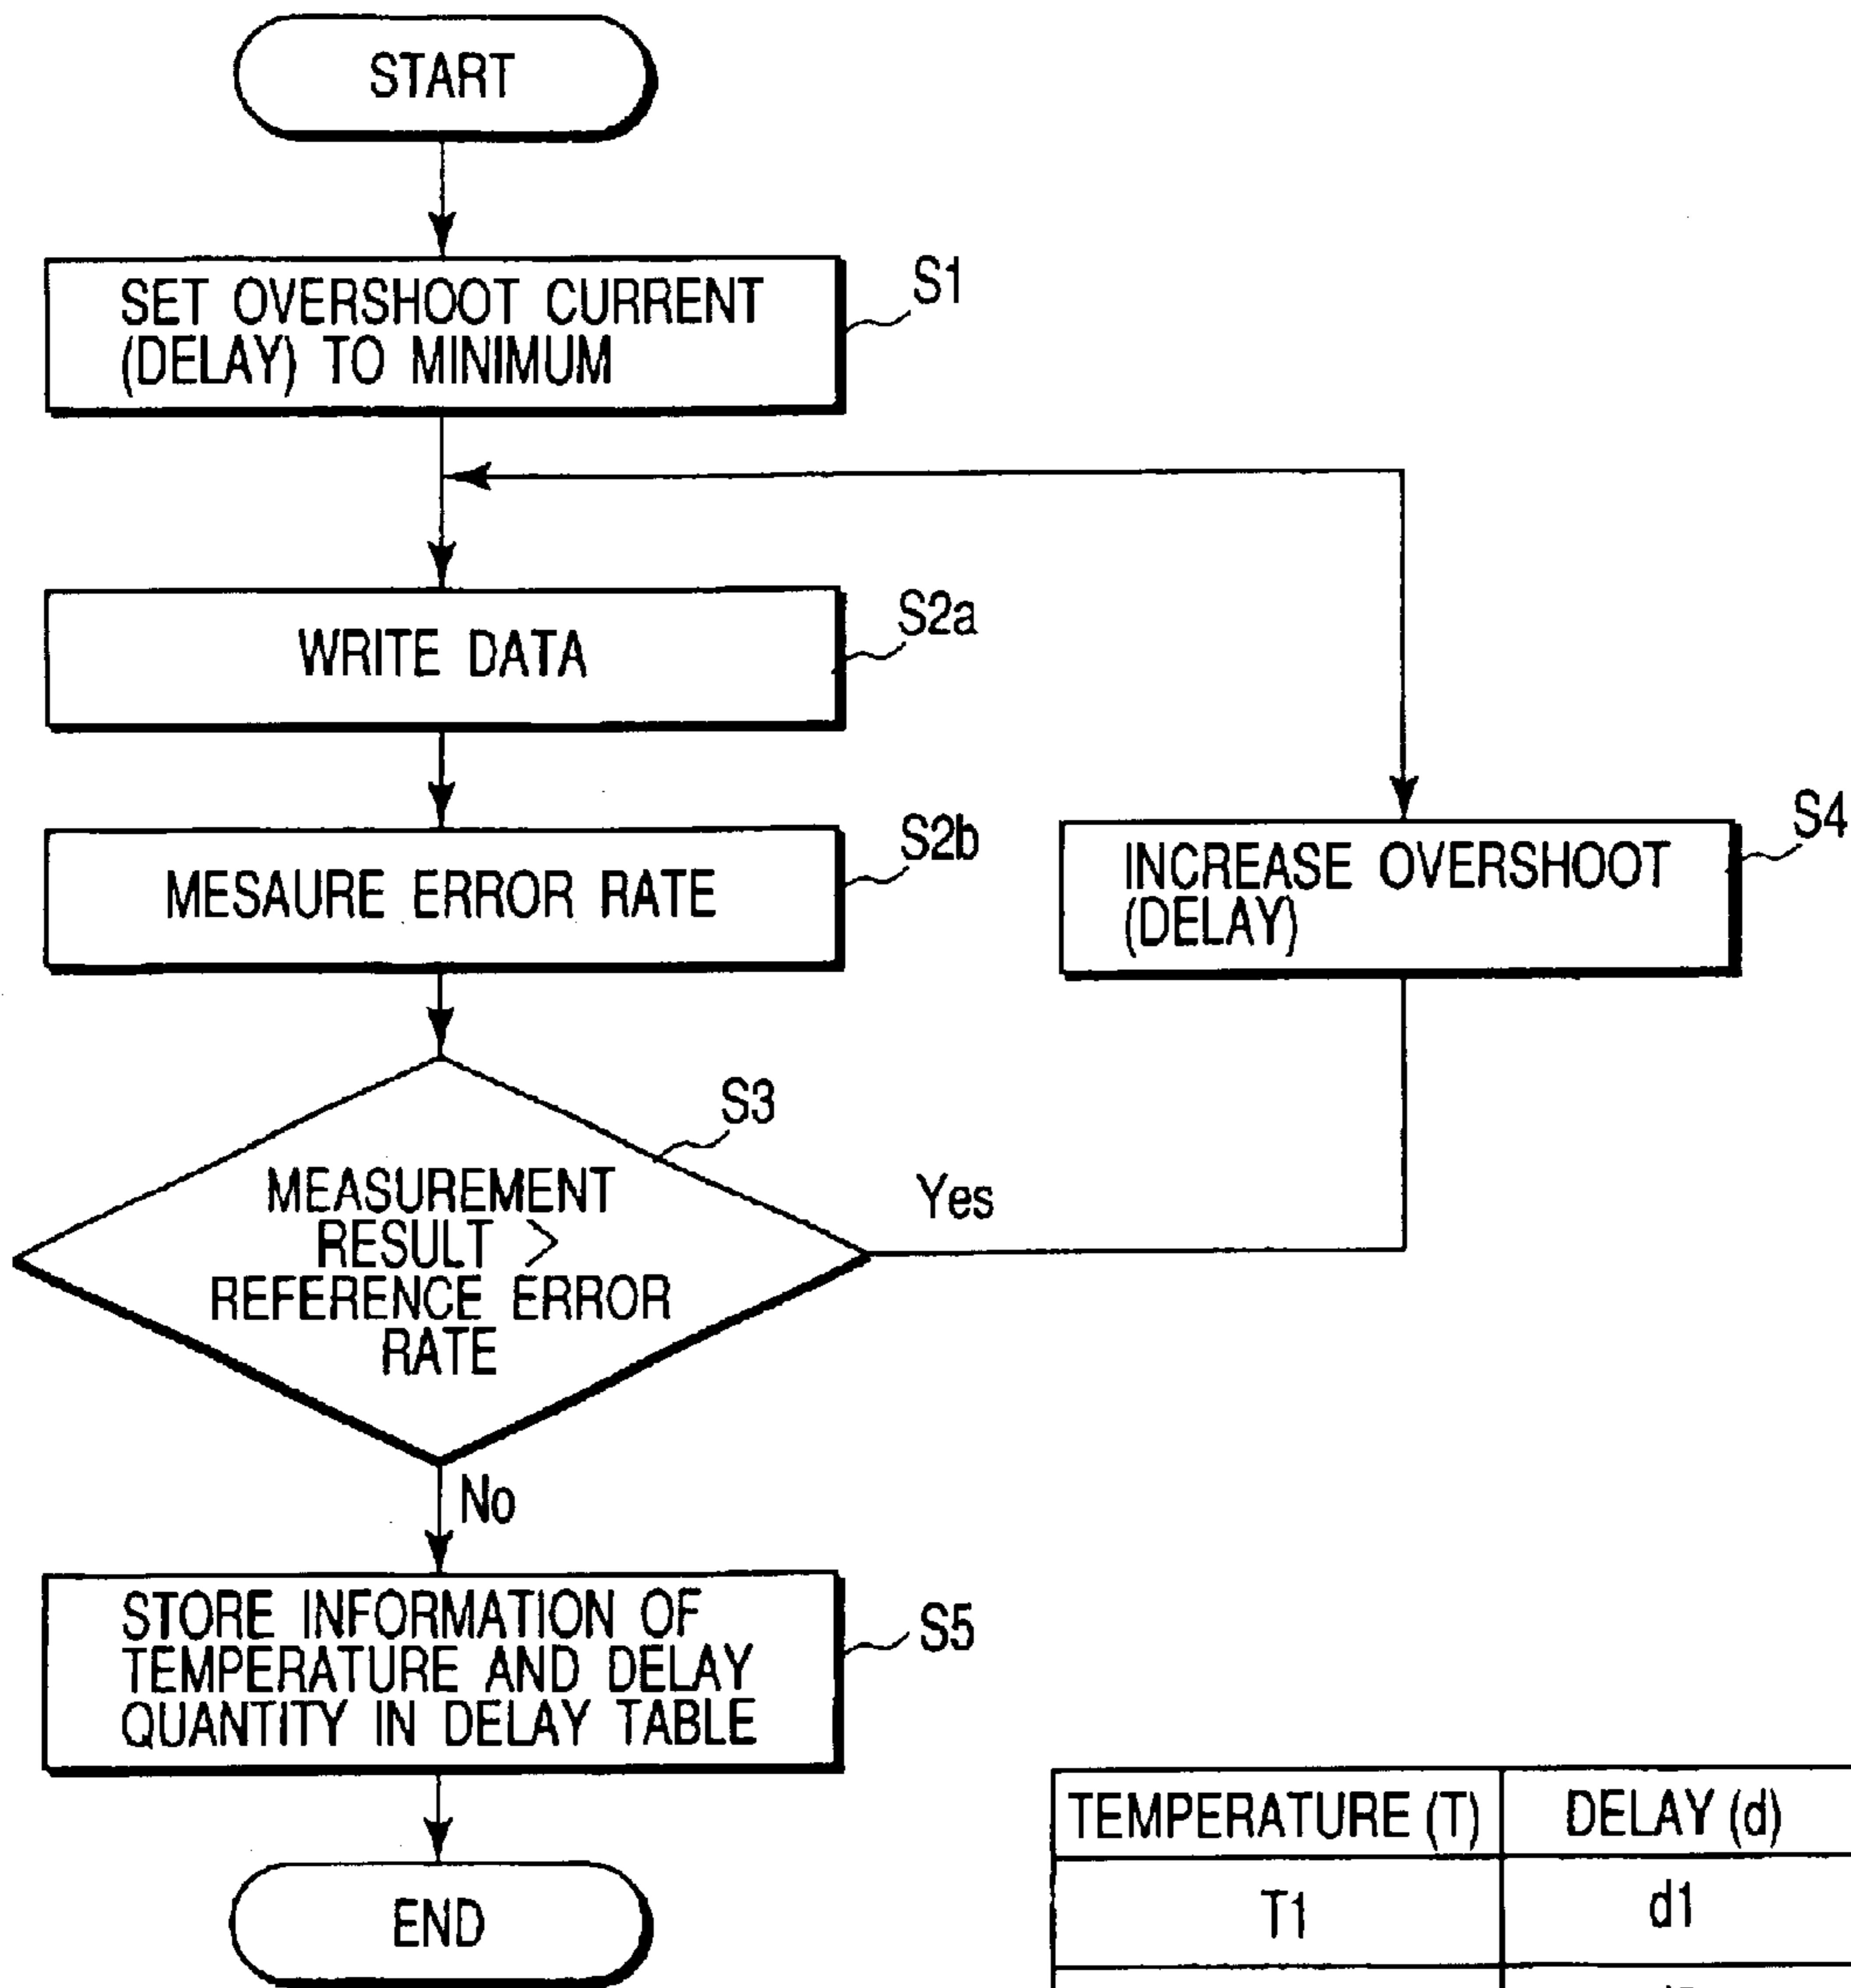 START
SET OVERSHOOT CURRENT
(DELAY) TO MINIMUM
S1
WRITE DATA
S2a
MESAURE ERROR RATE
S2b
INCREASE OVERSHOOT
(DELAY)
S4
S3
MEASUREMENT
RESULT >
REFERENCE ERROR
RATE
Yes
No
STORE INFORMATION OF
TEMPERATURE AND DELAY
QUANTITY IN DELAY TABLE
S5
END
TEMPERATURE (T) DELAY (d)
T1 d1